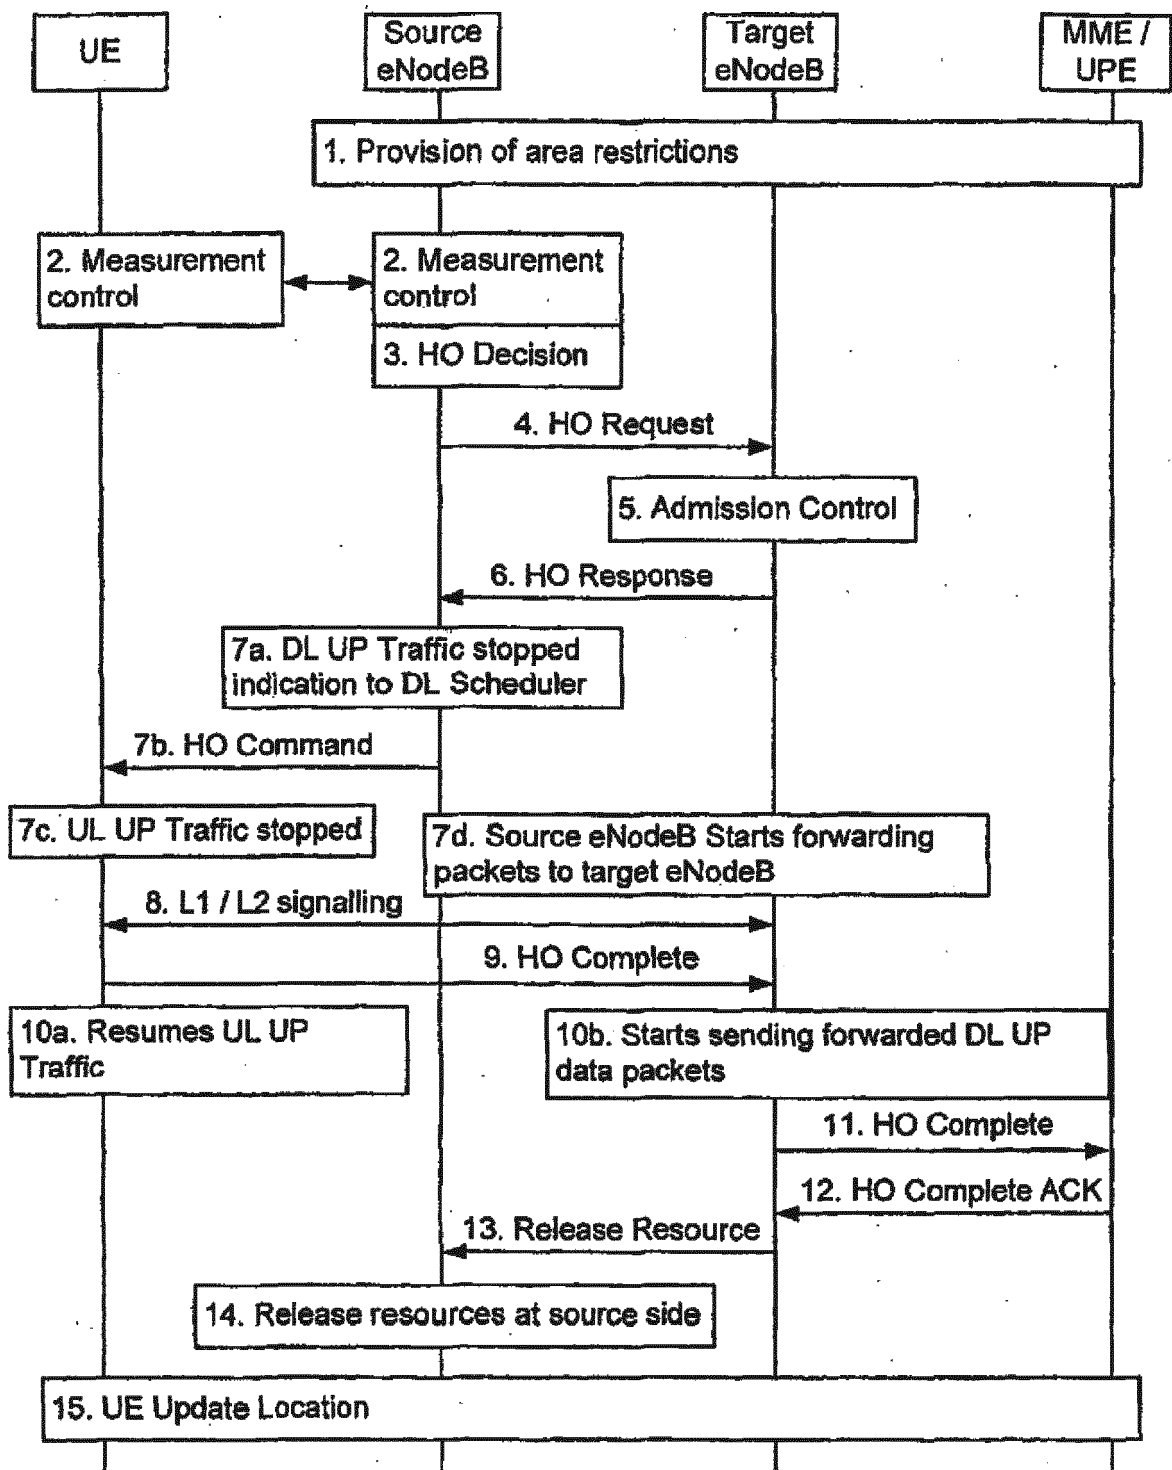 UE
Source
eNodeB
Target
eNodeB
MME /
UPE
1. Provision of area restrictions
2. Measurement
control
2. Measurement
control
3. HO Decision
4. HO Request
5. Admission Control
6. HO Response
7a. DL UP Traffic stopped
indication to DL Scheduler
7b. HO Command
7c. UL UP Traffic stopped
7d. Source eNodeB Starts forwarding
packets to target eNodeB
8. L1 / L2 signalling
9. HO Complete
10a. Resumes UL UP
Traffic
10b. Starts sending forwarded DL UP
data packets
11. HO Complete
12. HO Complete ACK
13. Release Resource
14. Release resources at source side
15. UE Update Location